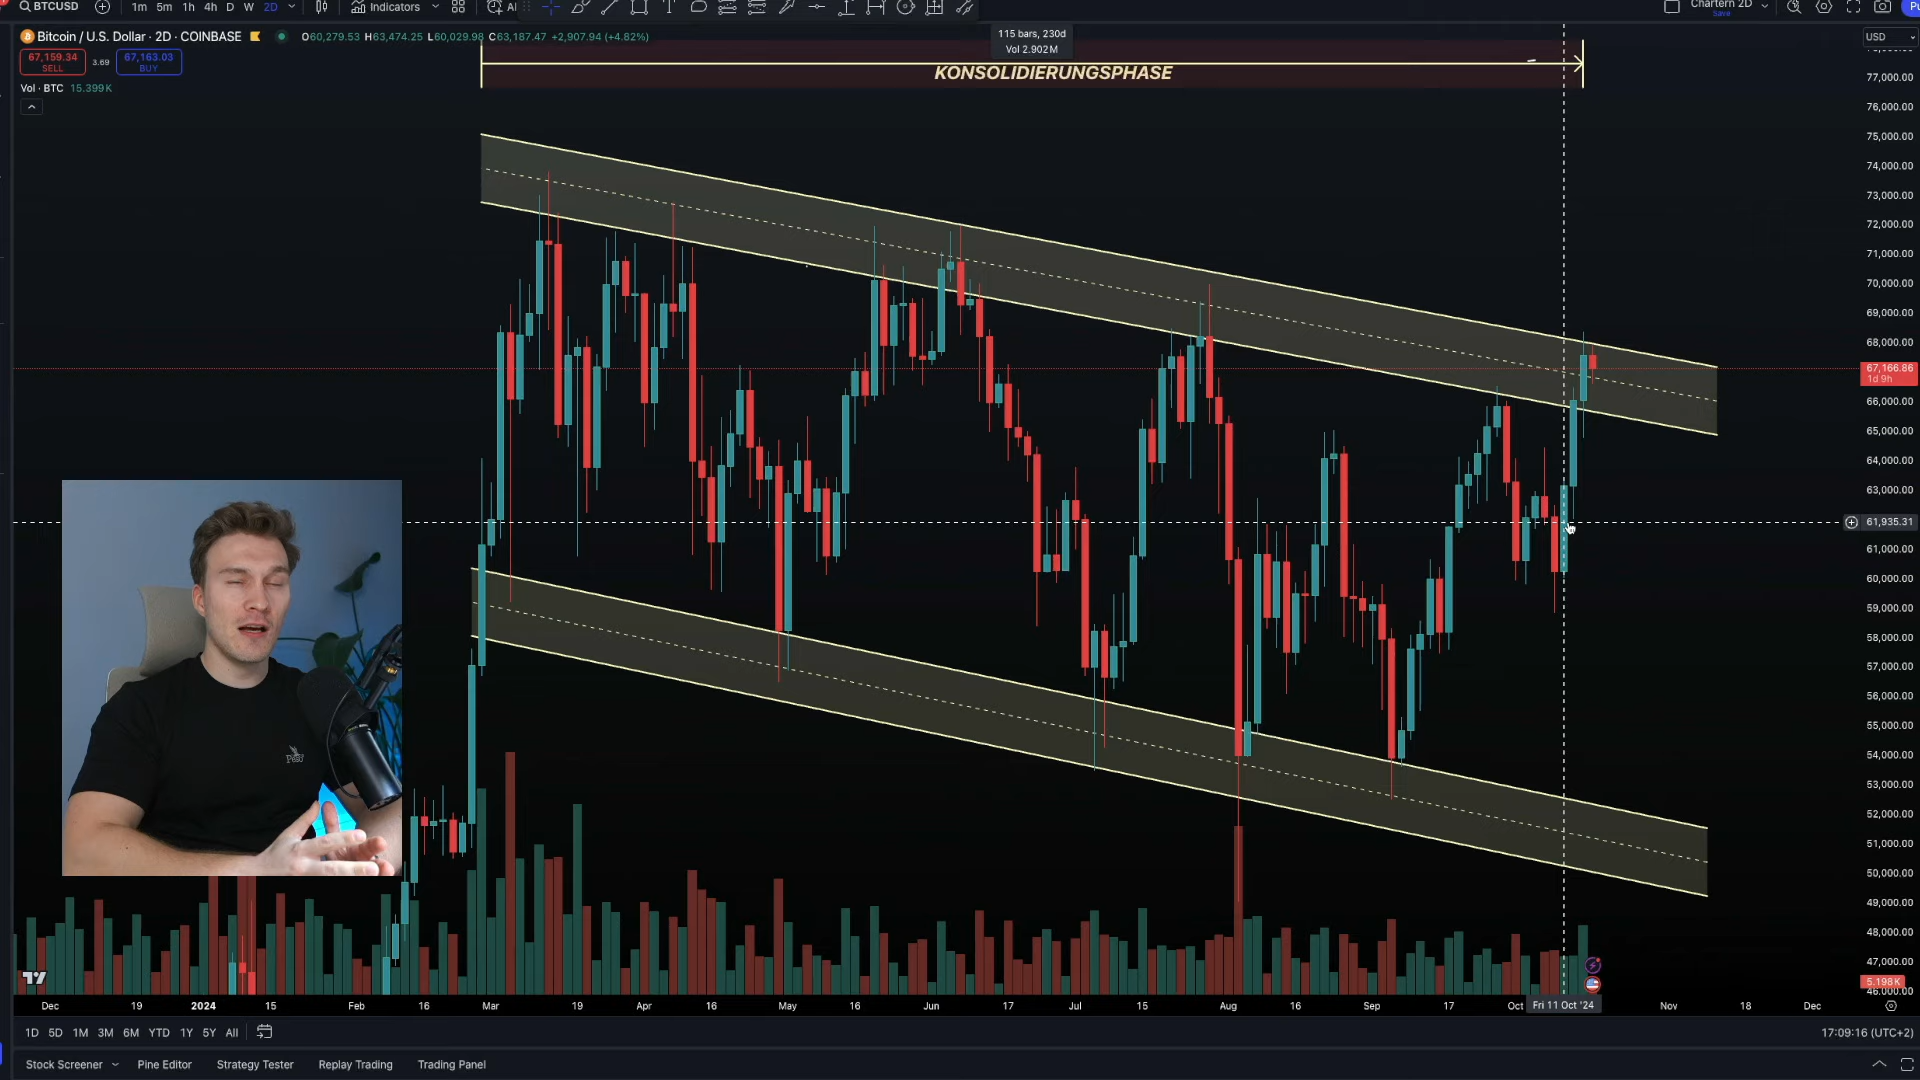 BTCUSD 1m 5m 1h 4h D W 2D Indicators Chartern 2D
Save
Bitcoin / U.S. Dollar · 2D · COINBASE O60,279.53 H63,474.25 L60,029.98 C63,187.47 +2,907.94 (+4.82%)
67,159.34
SELL
3.69
67,163.03
BUY
Vol · BTC 15.399K
115 bars, 230d
Vol 2.902M
KONSOLIDIERUNGSPHASE
USD
77,000.00
76,000.00
75,000.00
74,000.00
73,000.00
72,000.00
71,000.00
70,000.00
69,000.00
68,000.00
67,166.86
1d 9h
66,000.00
65,000.00
64,000.00
63,000.00
61,935.31
61,000.00
60,000.00
59,000.00
58,000.00
57,000.00
56,000.00
55,000.00
54,000.00
53,000.00
52,000.00
51,000.00
50,000.00
49,000.00
48,000.00
47,000.00
5.198K
46,000.00
Dec 19 2024 15 Feb 16 Mar 19 Apr 16 May 16 Jun 17 Jul 15 Aug 16 Sep 17 Oct Fri 11 Oct '24 Nov 18 Dec
1D 5D 1M 3M 6M YTD 1Y 5Y All 17:09:16 (UTC+2)
Stock Screener Pine Editor Strategy Tester Replay Trading Trading Panel